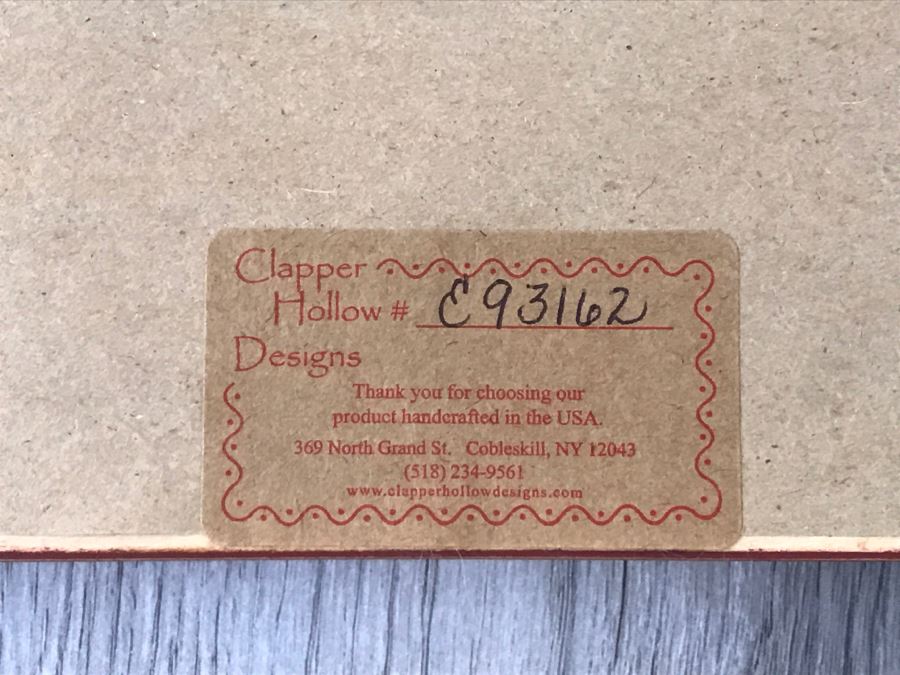 Clapper
Hollow # E93162
Designs
Thank you for choosing our
product handcrafted in the USA.
369 North Grand St. Cobleskill, NY 12043
(518) 234-9561
www.clapperhollowdesigns.com